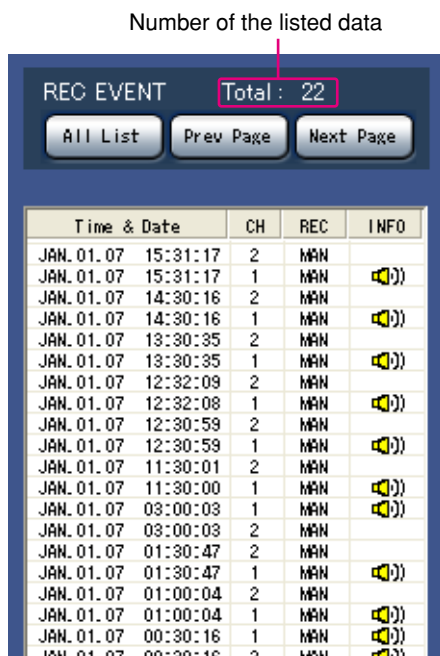 Number of the listed data
REC EVENT Total : 22
All List Prev Page Next Page
Time & Date CH REC INFO
JAN.01.07 15:31:17 2 MAN
JAN.01.07 15:31:17 1 MAN
JAN.01.07 14:30:16 2 MAN
JAN.01.07 14:30:16 1 MAN
JAN.01.07 13:30:35 2 MAN
JAN.01.07 13:30:35 1 MAN
JAN.01.07 12:32:09 2 MAN
JAN.01.07 12:32:08 1 MAN
JAN.01.07 12:30:59 2 MAN
JAN.01.07 12:30:59 1 MAN
JAN.01.07 11:30:01 2 MAN
JAN.01.07 11:30:00 1 MAN
JAN.01.07 03:00:03 1 MAN
JAN.01.07 03:00:03 2 MAN
JAN.01.07 01:30:47 2 MAN
JAN.01.07 01:30:47 1 MAN
JAN.01.07 01:00:04 2 MAN
JAN.01.07 01:00:04 1 MAN
JAN.01.07 00:30:16 1 MAN
JAN.01.07 00:30:16 2 MAN